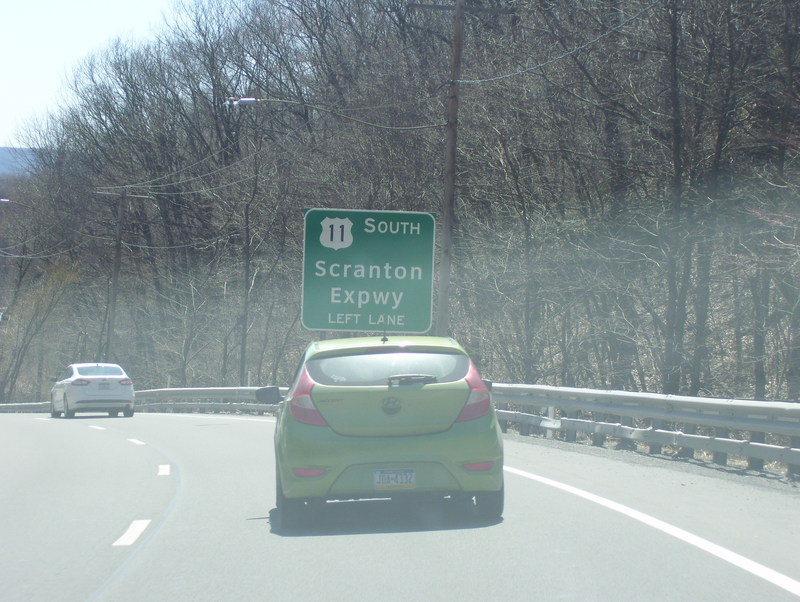 11 SOUTH
Scranton
Expwy
LEFT LANE